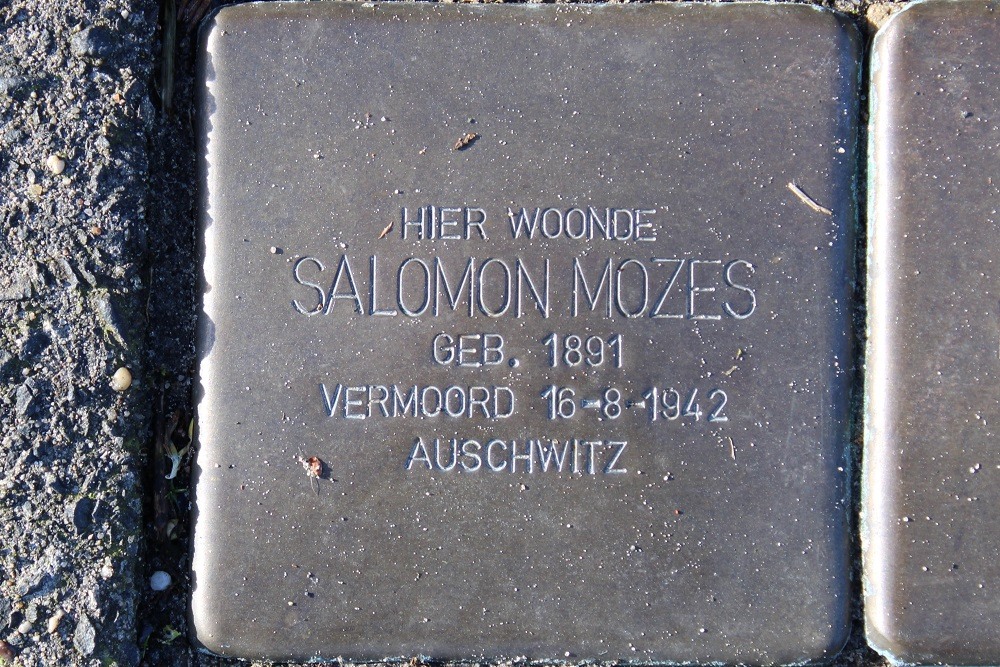 HIER WOONDE
SALOMON MOZES
GEB. 1891
VERMOORD 16-8-1942
AUSCHWITZ